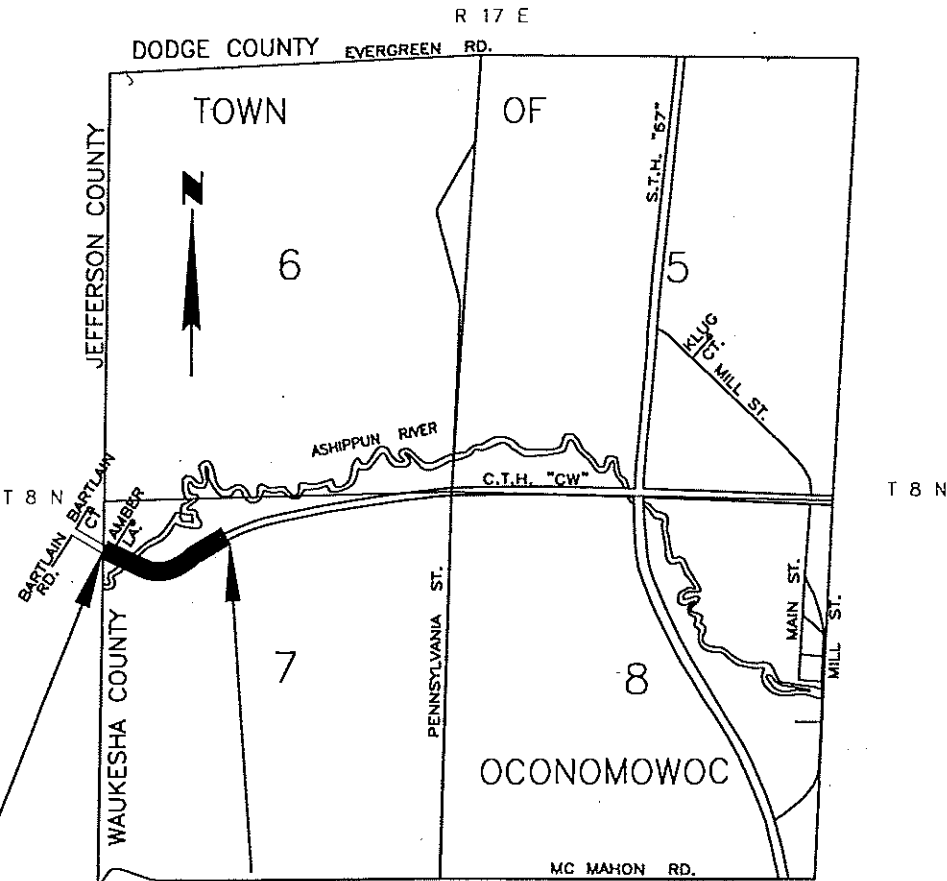 R 17 E
DODGE COUNTY EVERGREEN RD.
TOWN OF
S.T.H. "67"
JEFFERSON COUNTY
N
6
5
KLUG
CT.
MILL ST.
ASHIPPUN RIVER
C.T.H. "CW"
T 8 N
T 8 N
BARTLAIN
CT.
AMBER
LA.
BARTLAIN
RD.
WAUKESHA COUNTY
7
PENNSYLVANIA ST.
8
MAIN ST.
MILL ST.
OCONOMOWOC
MC MAHON RD.